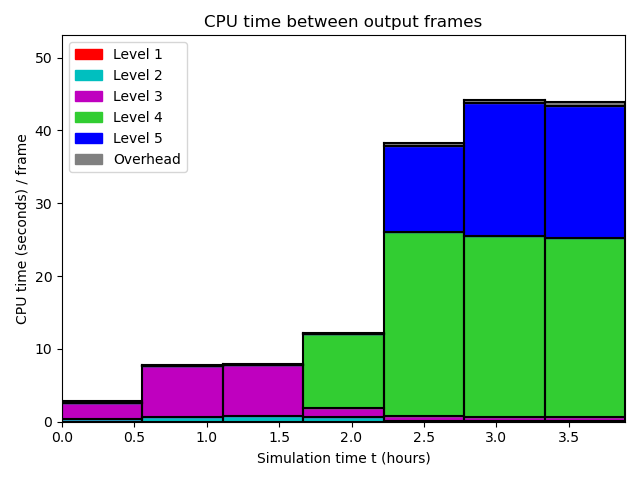 CPU time between output frames
50
40
30
20
10
0
CPU time (seconds) / frame
Level 1
Level 2
Level 3
Level 4
Level 5
Overhead
0.0 0.5 1.0 1.5 2.0 2.5 3.0 3.5
Simulation time t (hours)